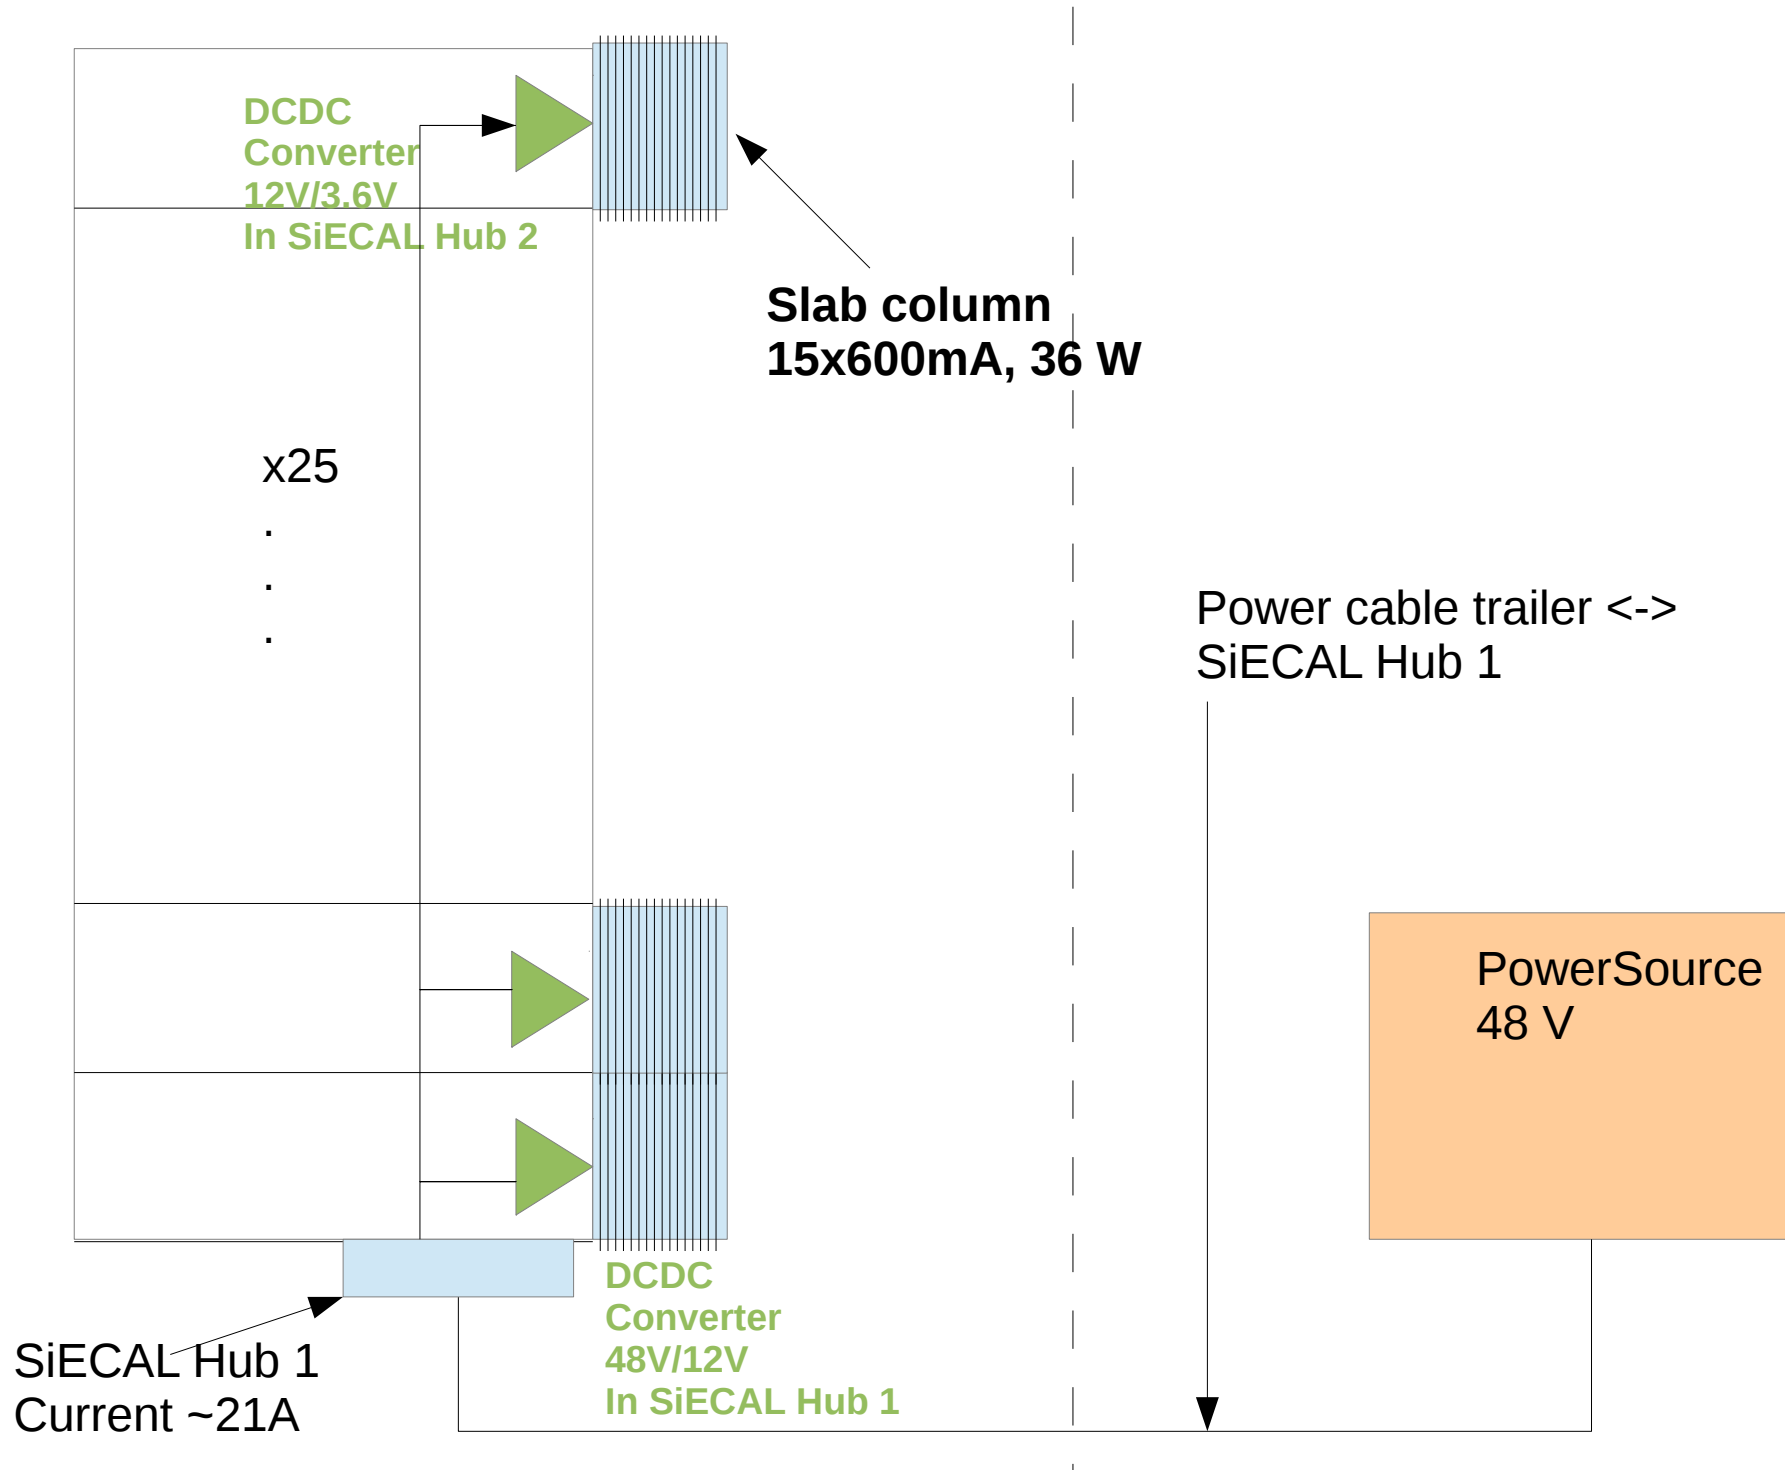 DCDC
Converter
12V/3.6V
In SiECAL Hub 2
Slab column
15x600mA, 36 W
x25
.
.
.
Power cable trailer <->
SiECAL Hub 1
PowerSource
48 V
DCDC
Converter
48V/12V
In SiECAL Hub 1
SiECAL Hub 1
Current ~21A